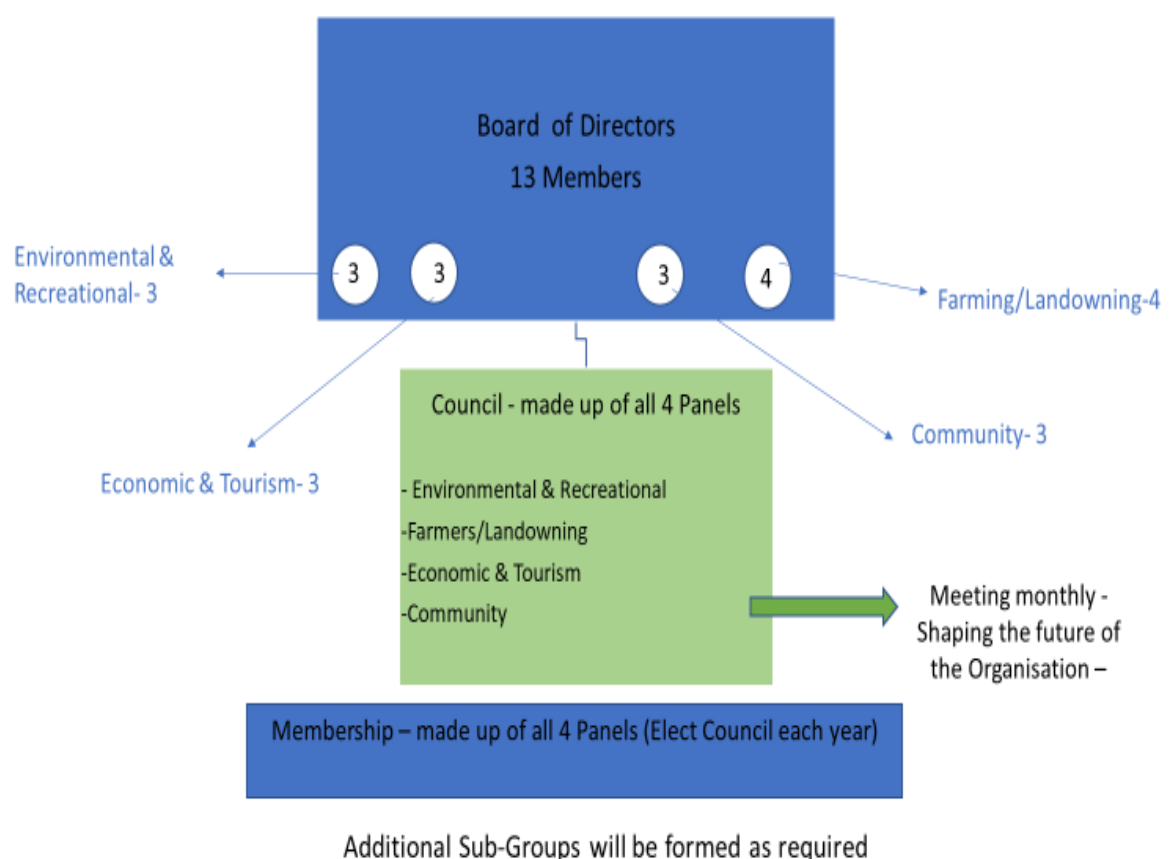 Board of Directors
13 Members
3
3
3
4
Environmental &
Recreational- 3
Farming/Landowning-4
Economic & Tourism- 3
Community- 3
Council - made up of all 4 Panels
- Environmental & Recreational
-Farmers/Landowning
-Economic & Tourism
-Community
Meeting monthly -
Shaping the future of
the Organisation –
Membership – made up of all 4 Panels (Elect Council each year)
Additional Sub-Groups will be formed as required